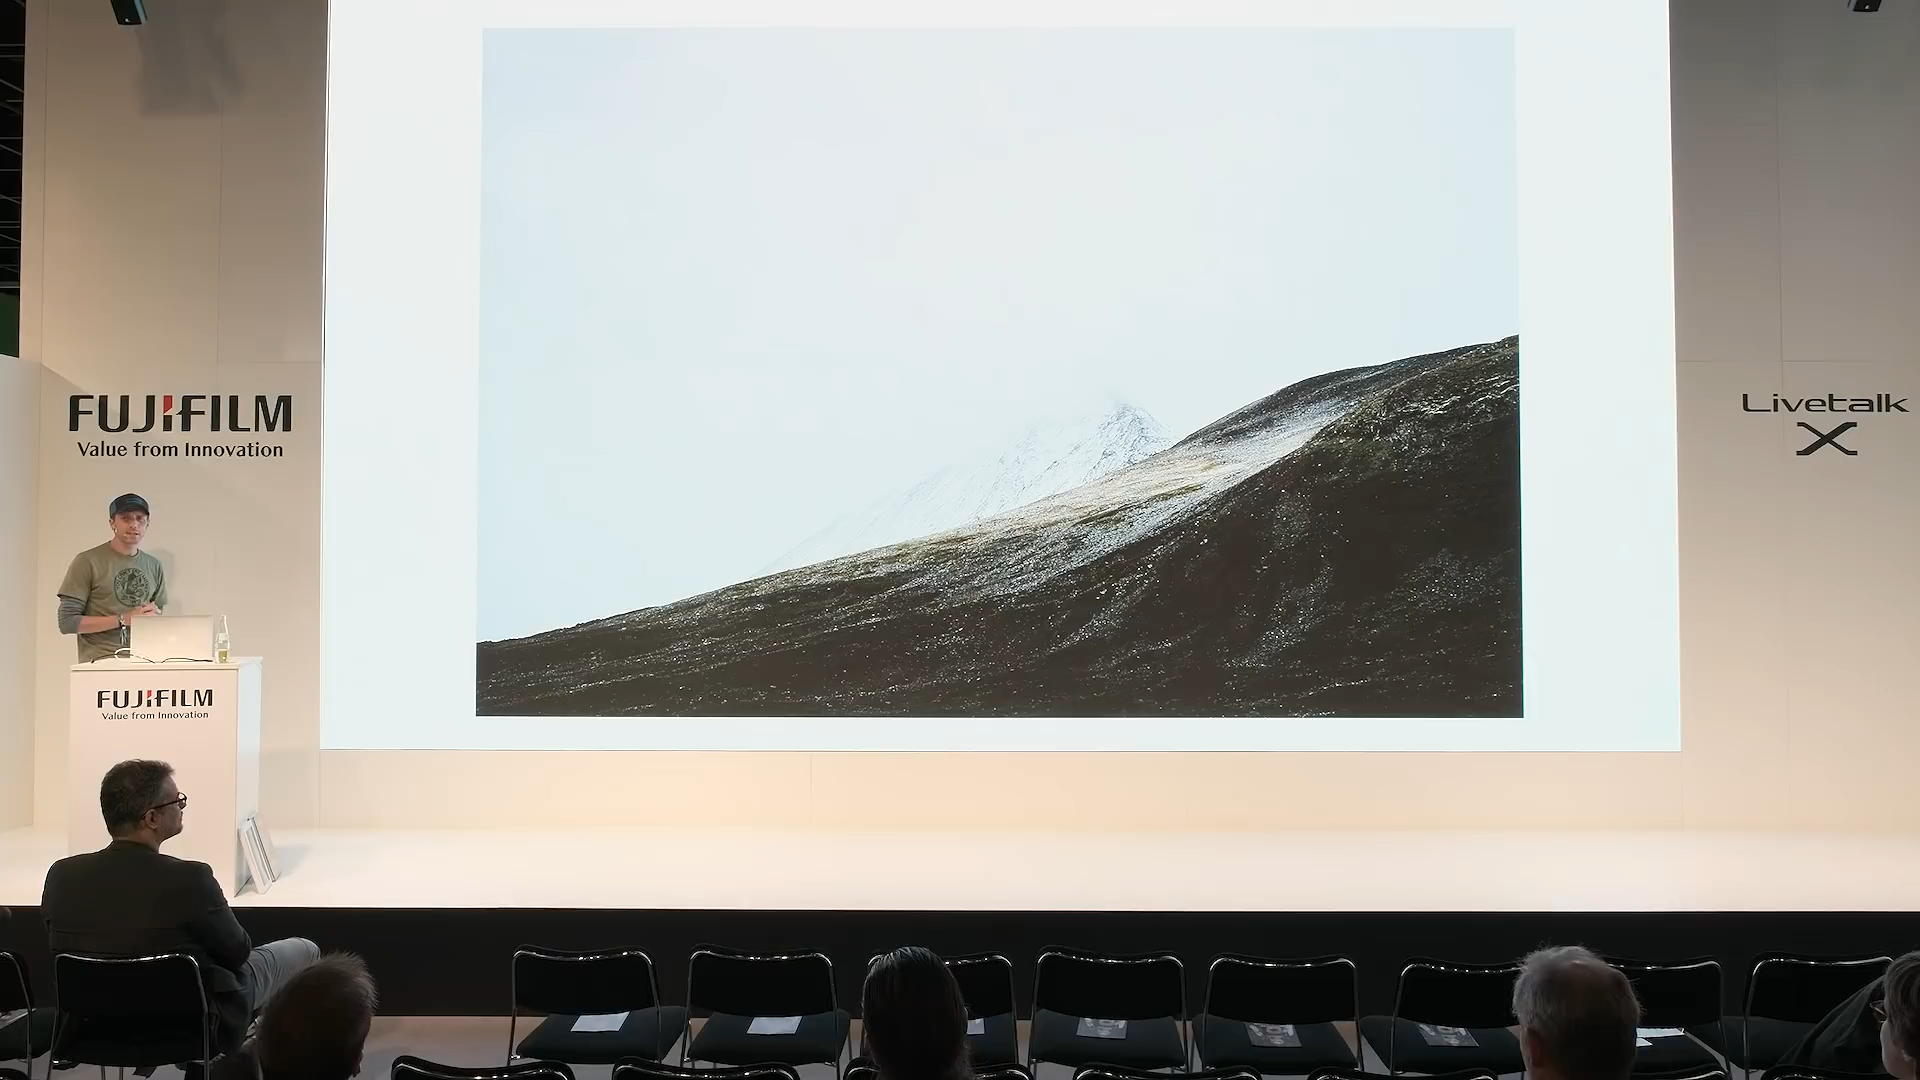 FUJIFILM
Value from Innovation
Livetalk
X
FUJIFILM
Value from Innovation